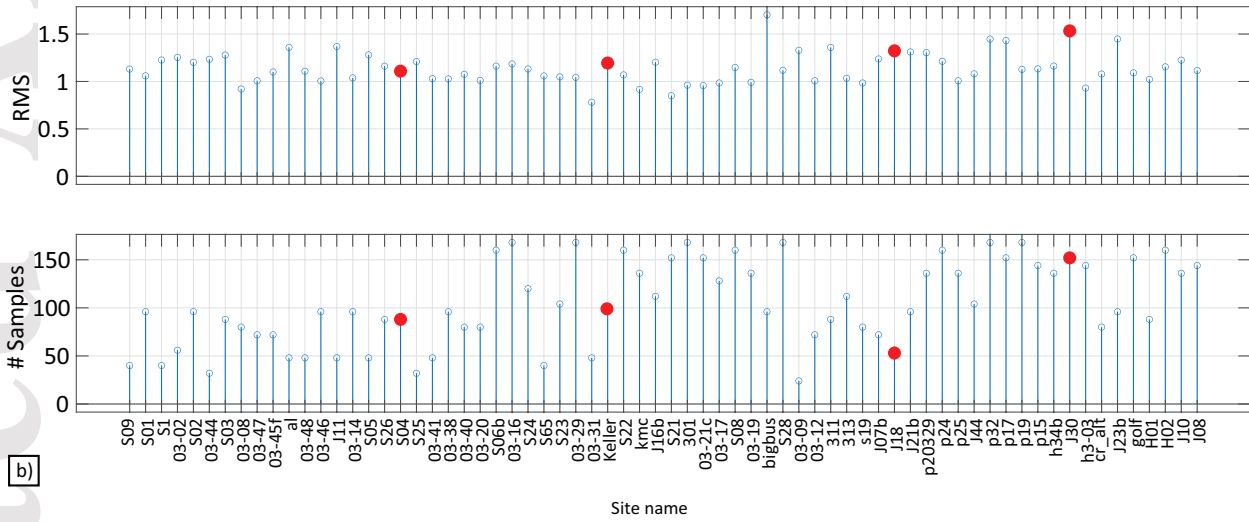 RMS
1.5
1
0.5
0
# Samples
150
100
50
0
S09
S01
S1
03-02
S02
03-44
S03
03-08
03-47
03-45f
al
03-48
03-46
J11
03-14
S05
S26
S04
S25
03-41
03-38
03-40
03-20
S06b
03-16
S24
S65
S23
03-29
03-31
Keller
S22
kmc
J16b
S21
301
03-21c
03-17
S08
03-19
bigbus
S28
03-09
03-12
311
313
s19
J07b
J18
J21b
p20329
p24
p25
J44
p32
p17
p19
p15
h34b
J30
h3-03
cr_alt
J23b
golf
H01
H02
J10
J08
b)
Site name